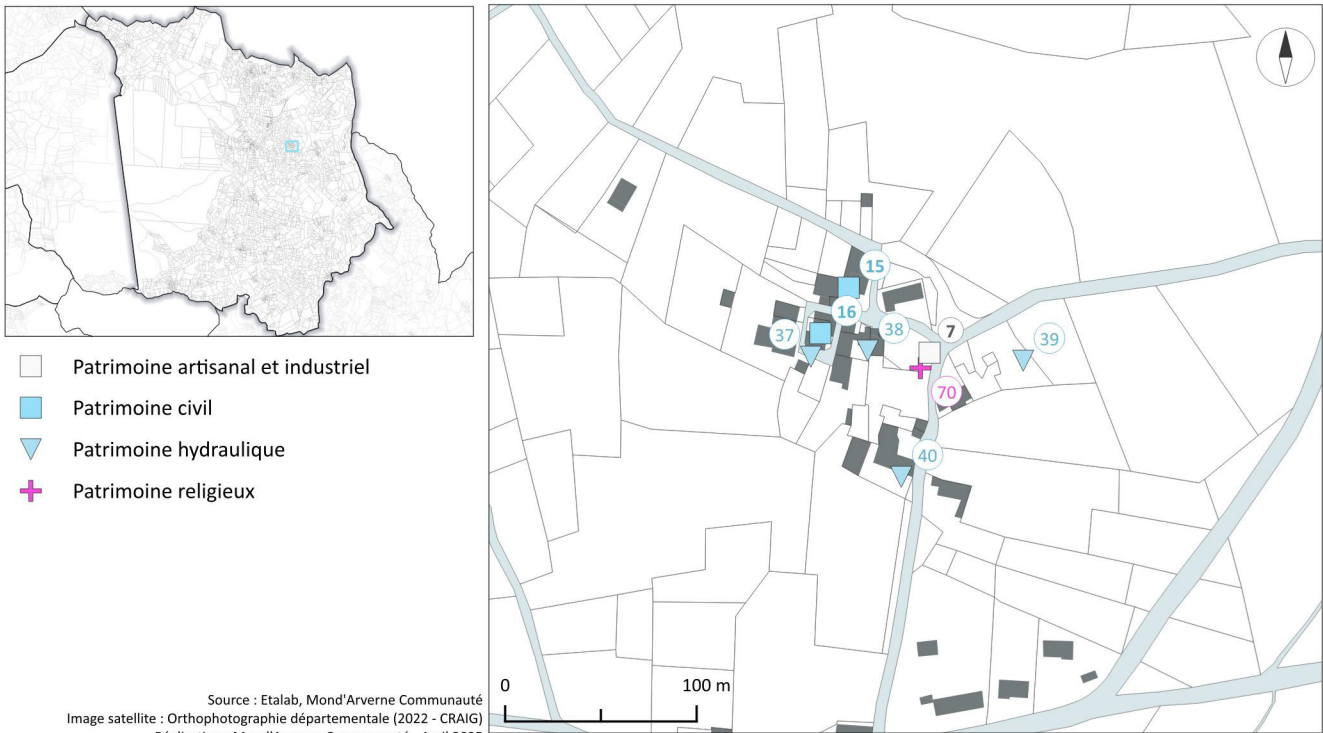 Patrimoine artisanal et industriel
Patrimoine civil
Patrimoine hydraulique
Patrimoine religieux
Source : Etalab, Mond'Arverne Communauté
Image satellite : Orthophotographie départementale (2022 - CRAIG)
15
16
37
38
7
39
70
40
0 100 m